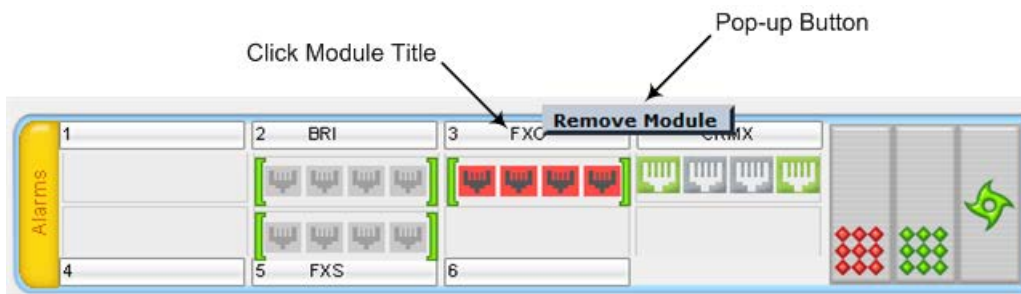 Pop-up Button
Click Module Title
Remove Module
1
2 BRI
3 FXO
CRMX
Alarms
4
5 FXS
6